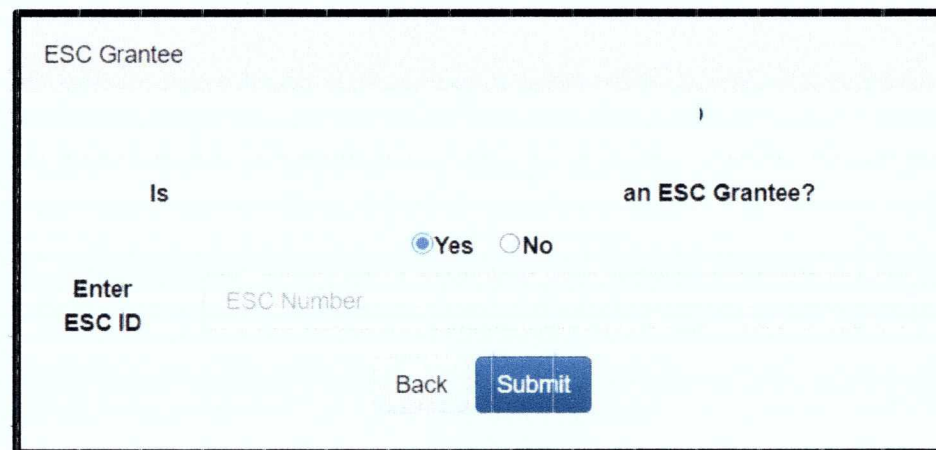 ESC Grantee
Is an ESC Grantee?
Yes No
Enter
ESC ID
ESC Number
Back Submit